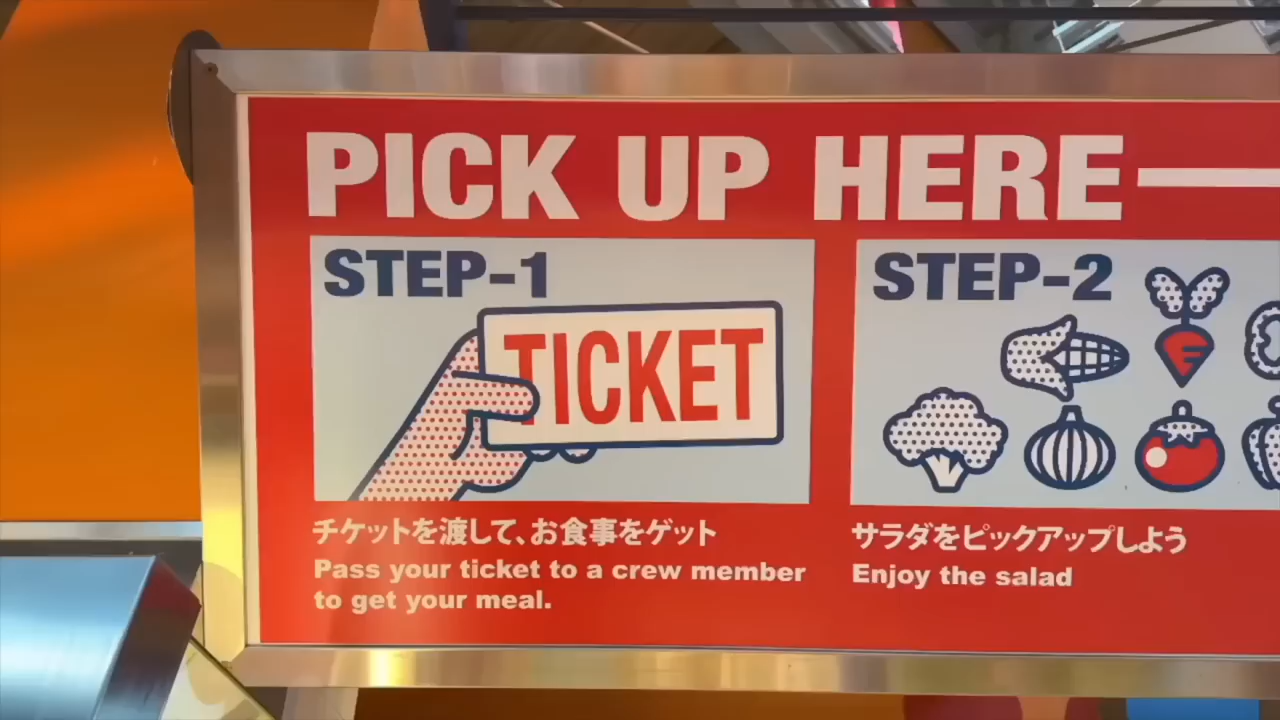 PICK UP HERE
STEP-1
TICKET
チケットを渡して、お食事をゲット
Pass your ticket to a crew member
to get your meal.
STEP-2
サラダをピックアップしよう
Enjoy the salad